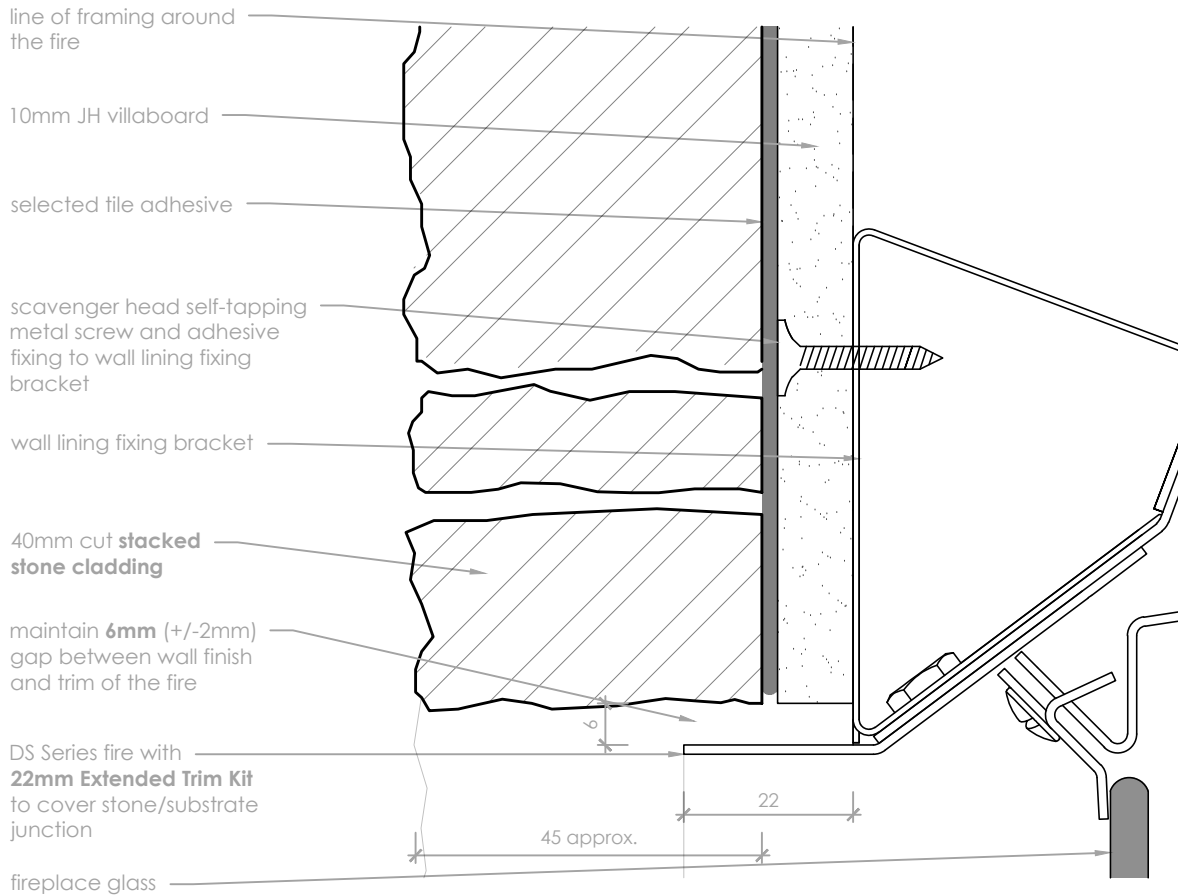 line of framing around
the fire
10mm JH villaboard
selected tile adhesive
scavenger head self-tapping
metal screw and adhesive
fixing to wall lining fixing
bracket
wall lining fixing bracket
40mm cut stacked
stone cladding
maintain 6mm (+/-2mm)
gap between wall finish
and trim of the fire
6
DS Series fire with
22mm Extended Trim Kit
to cover stone/substrate
junction
22
45 approx.
fireplace glass